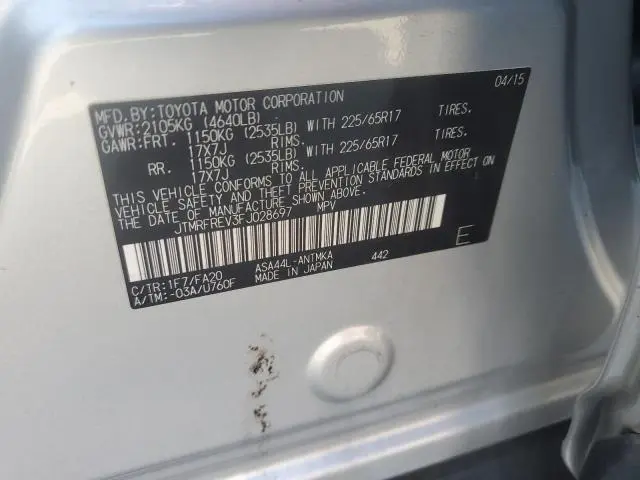 MFD.BY:TOYOTA MOTOR CORPORATION 04/15
GVWR:2105KG (4640LB)
GAWR:FRT. 1150KG (2535LB) WITH 225/65R17 TIRES.
17X7J RIMS.
RR. 1150KG (2535LB) WITH 225/65R17 TIRES.
17X7J RIMS.
THIS VEHICLE CONFORMS TO ALL APPLICABLE FEDERAL MOTOR
VEHICLE SAFETY AND THEFT PREVENTION STANDARDS IN EFFECT ON
THE DATE OF MANUFACTURE SHOWN ABOVE.
JTMRFREV3FJ028697 MPV
C/TR:1F7/FA20 ASA44L-ANTMKA 442 E
A/TM:-03A/U760F MADE IN JAPAN